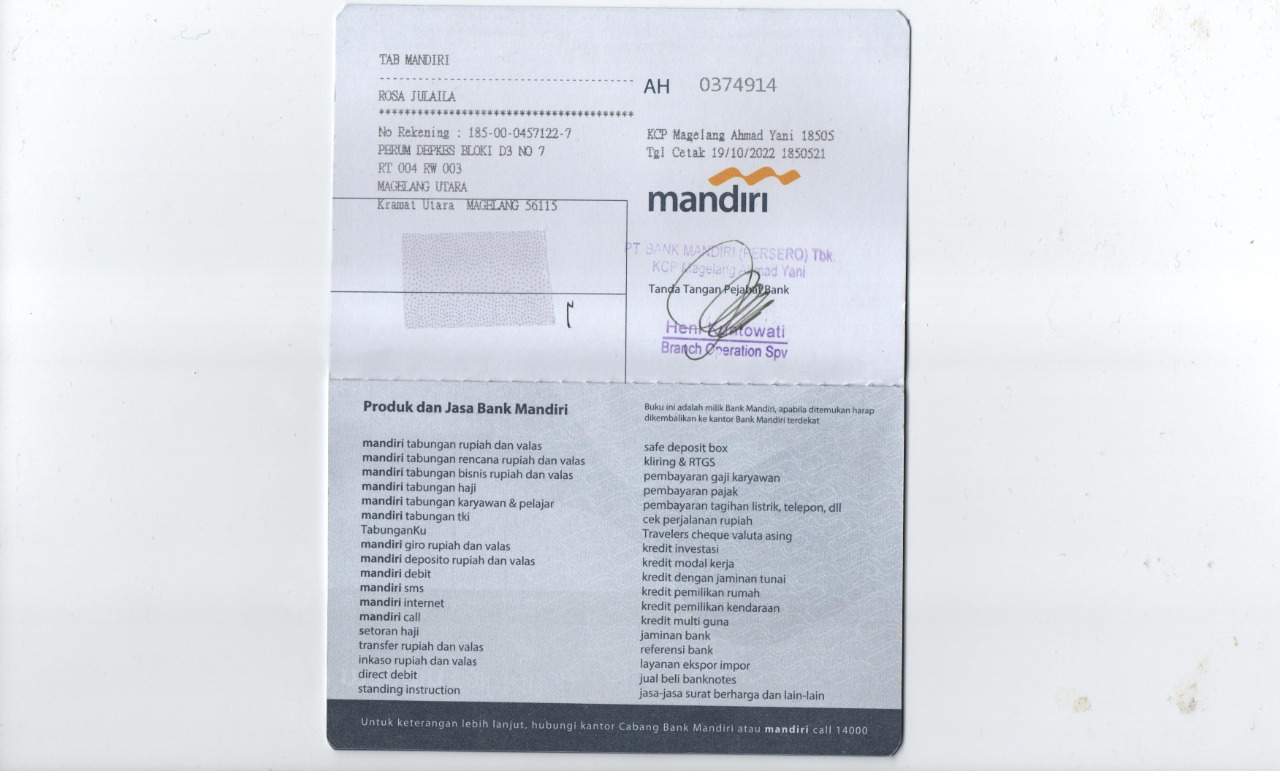 TAB MANDIRI
ROSA JULAILA
No Rekening : 185-00-0457122-7
PERUM DEPKES BLOKI D3 NO 7
RT 004 RW 003
MAGELANG UTARA
Kramat Utara MAGELANG 56115
AH 0374914
KCP Magelang Ahmad Yani 18505
Tgl Cetak 19/10/2022 1850521
mandırı
PT. BANK MANDIRI (PERSERO) Tbk.
KCP Magelang Ahmad Yani
Tanda Tangan Pejabat Bank
Heni Kuntowati
Branch Operation Spv
Produk dan Jasa Bank Mandiri
mandiri tabungan rupiah dan valas
mandiri tabungan rencana rupiah dan valas
mandiri tabungan bisnis rupiah dan valas
mandiri tabungan haji
mandiri tabungan karyawan & pelajar
mandiri tabungan tki
TabunganKu
mandiri giro rupiah dan valas
mandiri deposito rupiah dan valas
mandiri debit
mandiri sms
mandiri internet
mandiri call
setoran haji
transfer rupiah dan valas
inkaso rupiah dan valas
direct debit
standing instruction
Buku ini adalah milik Bank Mandiri, apabila ditemukan harap
dikembalikan ke kantor Bank Mandiri terdekat
safe deposit box
kliring & RTGS
pembayaran gaji karyawan
pembayaran pajak
pembayaran tagihan listrik, telepon, dll
cek perjalanan rupiah
Travelers cheque valuta asing
kredit investasi
kredit modal kerja
kredit dengan jaminan tunai
kredit pemilikan rumah
kredit pemilikan kendaraan
kredit multi guna
jaminan bank
referensi bank
layanan ekspor impor
jual beli banknotes
jasa-jasa surat berharga dan lain-lain
Untuk keterangan lebih lanjut, hubungi kantor Cabang Bank Mandiri atau mandiri call 14000